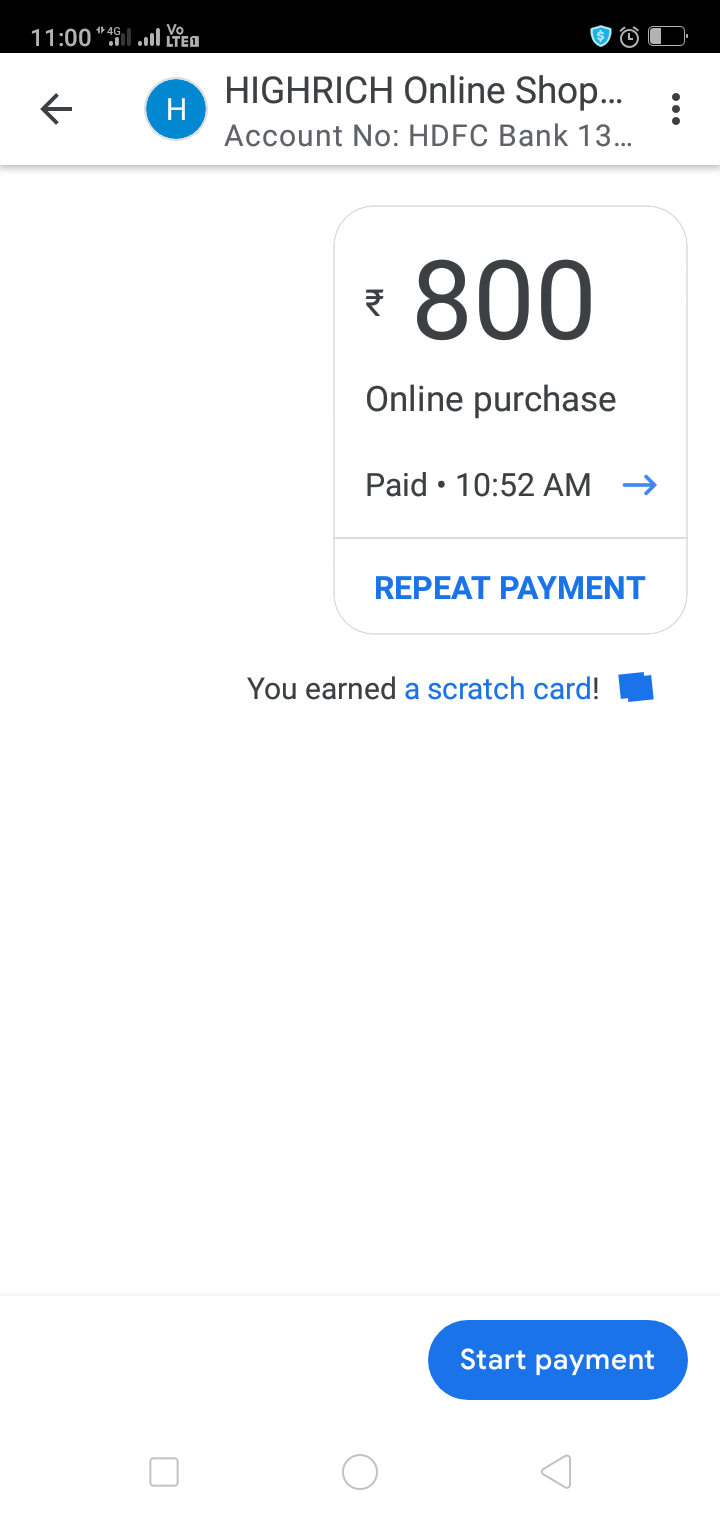 11:00 4G Vo LTE1
H
HIGHRICH Online Shop...
Account No: HDFC Bank 13...
₹ 800
Online purchase
Paid • 10:52 AM
REPEAT PAYMENT
You earned a scratch card!
Start payment